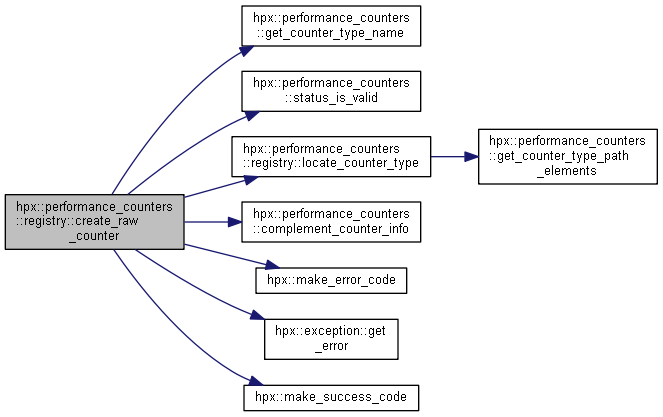 hpx::performance_counters
::get_counter_type_name
hpx::performance_counters
::status_is_valid
hpx::performance_counters
::registry::locate_counter_type
hpx::performance_counters
::get_counter_type_path
_elements
hpx::performance_counters
::registry::create_raw
_counter
hpx::performance_counters
::complement_counter_info
hpx::make_error_code
hpx::exception::get
_error
hpx::make_success_code